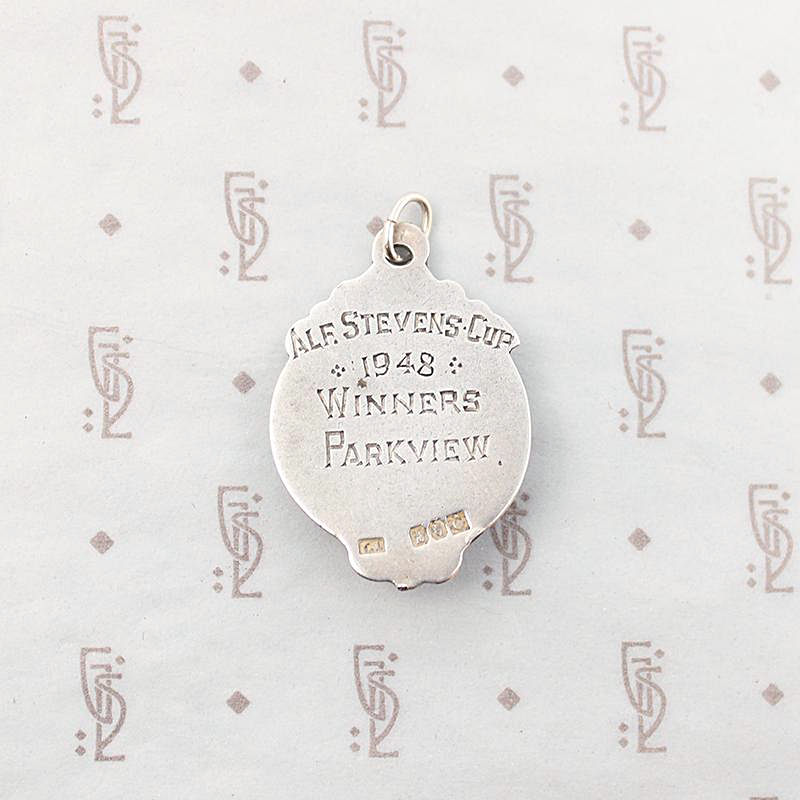 ALF. STEVENS·CUP
1948
WINNERS
PARKVIEW.